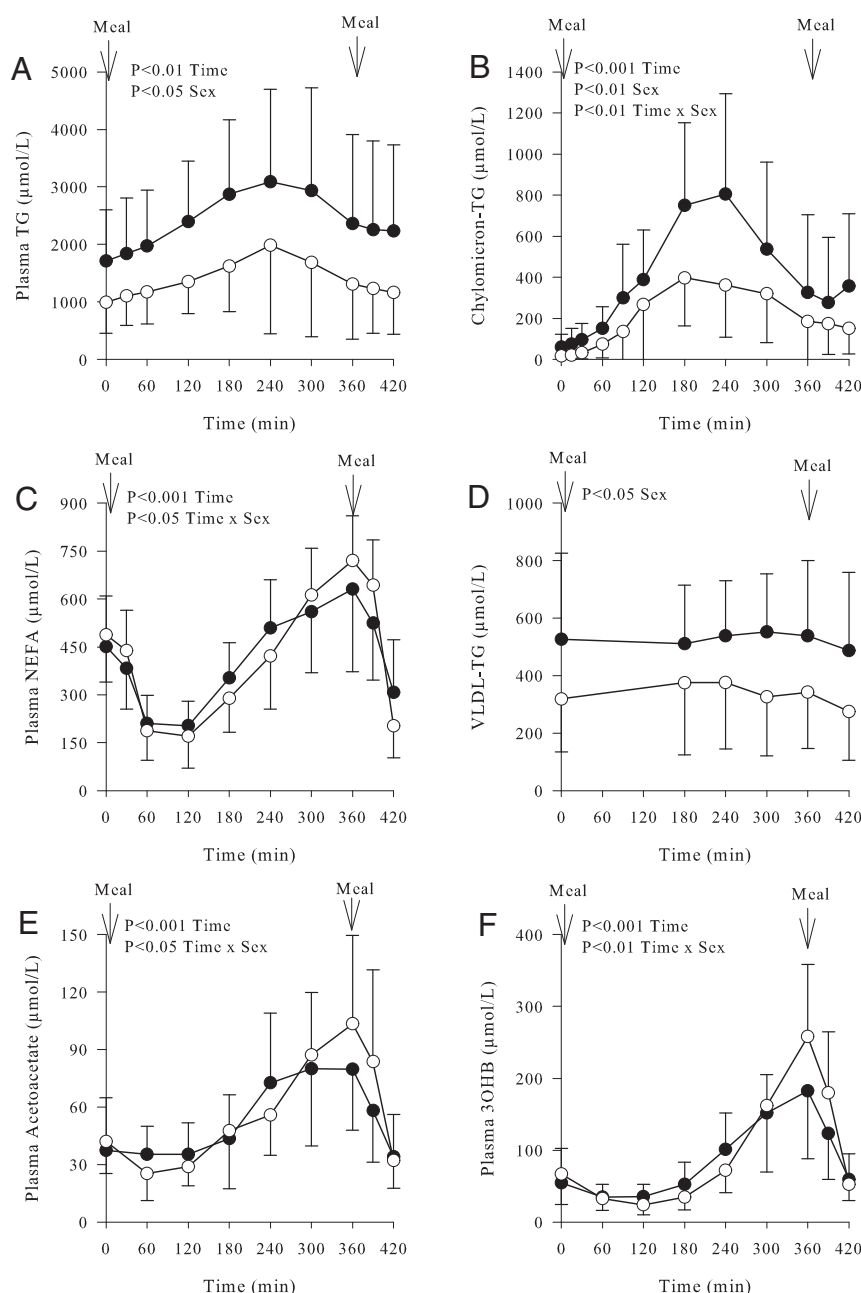 Meal
Meal
A
P<0.01 Time
P<0.05 Sex
Plasma TG (μmol/L)
5000
4000
3000
2000
1000
0
0 60 120 180 240 300 360 420
Time (min)
Meal
Meal
B
P<0.001 Time
P<0.01 Sex
P<0.01 Time x Sex
Chylomicron-TG (μmol/L)
1400
1200
1000
800
600
400
200
0
0 60 120 180 240 300 360 420
Time (min)
Meal
Meal
C
P<0.001 Time
P<0.05 Time x Sex
Plasma NEFA (μmol/L)
900
750
600
450
300
150
0
0 60 120 180 240 300 360 420
Time (min)
Meal
Meal
D
P<0.05 Sex
VLDL-TG (μmol/L)
1000
800
600
400
200
0
0 60 120 180 240 300 360 420
Time (min)
Meal
Meal
E
P<0.001 Time
P<0.05 Time x Sex
Plasma Acetoacetate (μmol/L)
150
120
90
60
30
0
0 60 120 180 240 300 360 420
Time (min)
Meal
Meal
F
P<0.001 Time
P<0.01 Time x Sex
Plasma 3OHB (μmol/L)
400
300
200
100
0
0 60 120 180 240 300 360 420
Time (min)